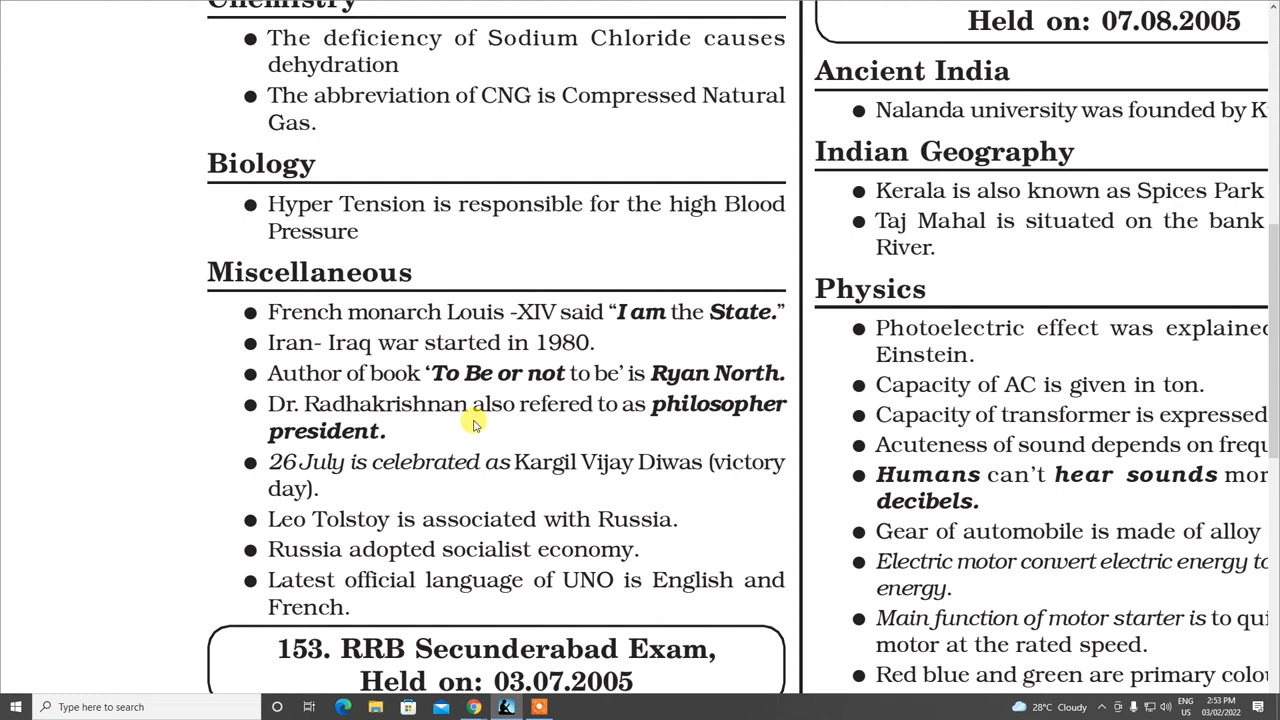 Chemistry
● The deficiency of Sodium Chloride causes
dehydration
● The abbreviation of CNG is Compressed Natural
Gas.
Biology
● Hyper Tension is responsible for the high Blood
Pressure
Miscellaneous
● French monarch Louis -XIV said “I am the State.”
● Iran- Iraq war started in 1980.
● Author of book ‘To Be or not to be’ is Ryan North.
● Dr. Radhakrishnan also refered to as philosopher
president.
● 26 July is celebrated as Kargil Vijay Diwas (victory
day).
● Leo Tolstoy is associated with Russia.
● Russia adopted socialist economy.
● Latest official language of UNO is English and
French.
153. RRB Secunderabad Exam,
Held on: 03.07.2005
Held on: 07.08.2005
Ancient India
● Nalanda university was founded by
Indian Geography
● Kerala is also known as Spices Park
● Taj Mahal is situated on the bank
River.
Physics
● Photoelectric effect was explained
Einstein.
● Capacity of AC is given in ton.
● Capacity of transformer is expressed
● Acuteness of sound depends on
● Humans can’t hear sounds
decibels.
● Gear of automobile is made of alloy
● Electric motor convert electric energy
energy.
● Main function of motor starter is to
motor at the rated speed.
● Red blue and green are primary
Type here to search
28°C Cloudy
ENG
US
2:53 PM
03/02/2022